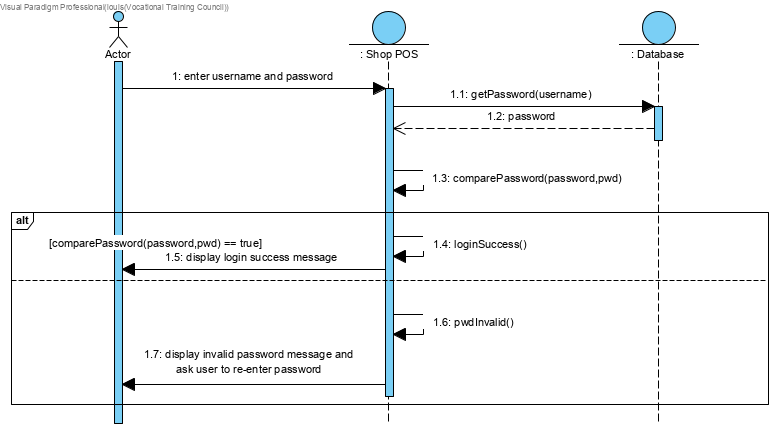 Visual Paradigm Professional(louis(Vocational Training Council))
Actor
: Shop POS
: Database
1: enter username and password
1.1: getPassword(username)
1.2: password
1.3: comparePassword(password,pwd)
alt
[comparePassword(password,pwd) == true]
1.4: loginSuccess()
1.5: display login success message
1.6: pwdInvalid()
1.7: display invalid password message and
ask user to re-enter password